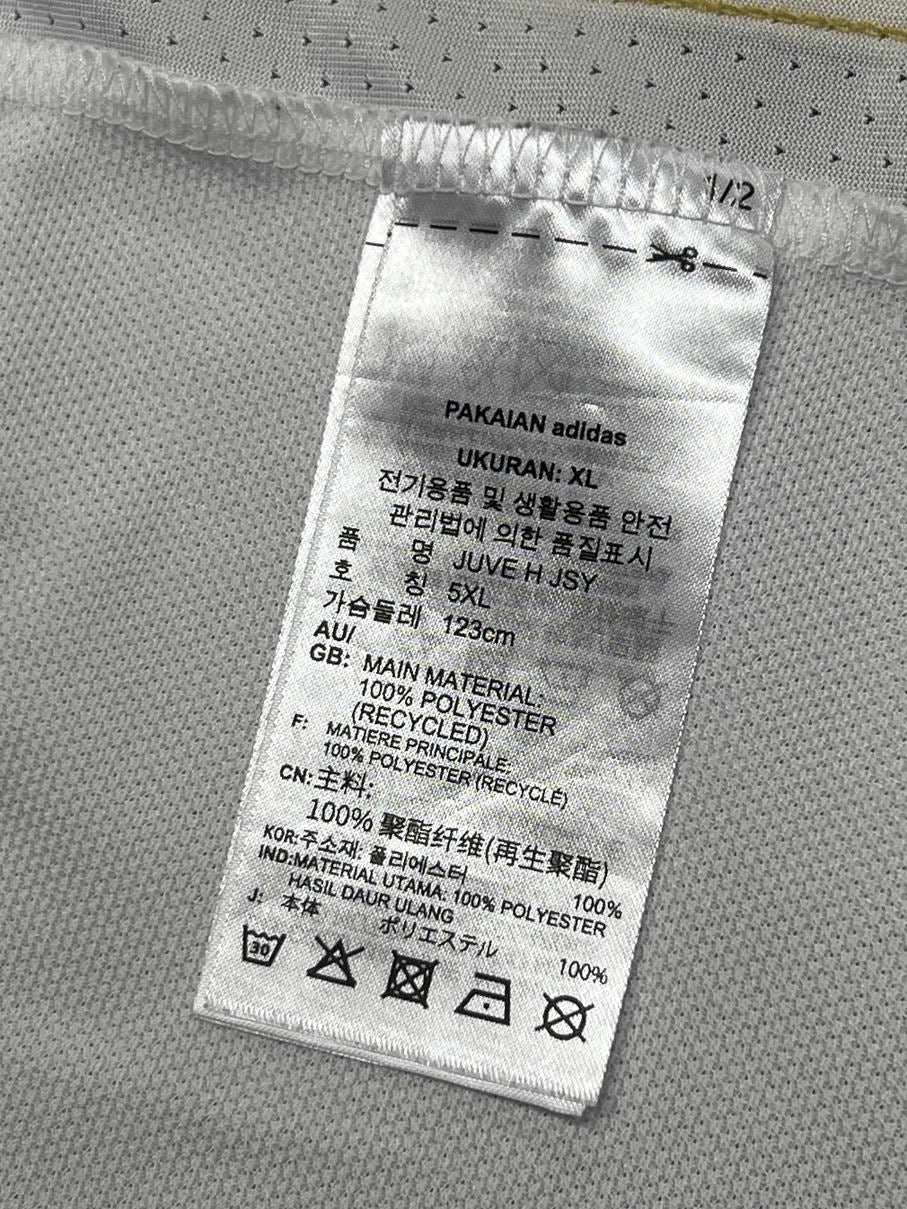 1/2
PAKAIAN adidas
UKURAN: XL
전기용품 및 생활용품 안전
관리법에 의한 품질표시
품 명 JUVE H JSY
호 칭 5XL
가슴둘레 123cm
AU/
GB: MAIN MATERIAL:
100% POLYESTER
(RECYCLED)
F: MATIERE PRINCIPALE:
100% POLYESTER (RECYCLÉ)
CN: 主料:
100% 聚酯纤维(再生聚酯)
KOR: 주소재: 폴리에스터 100%
IND: MATERIAL UTAMA: 100% POLYESTER
HASIL DAUR ULANG
J: 本体 ポリエステル 100%
30